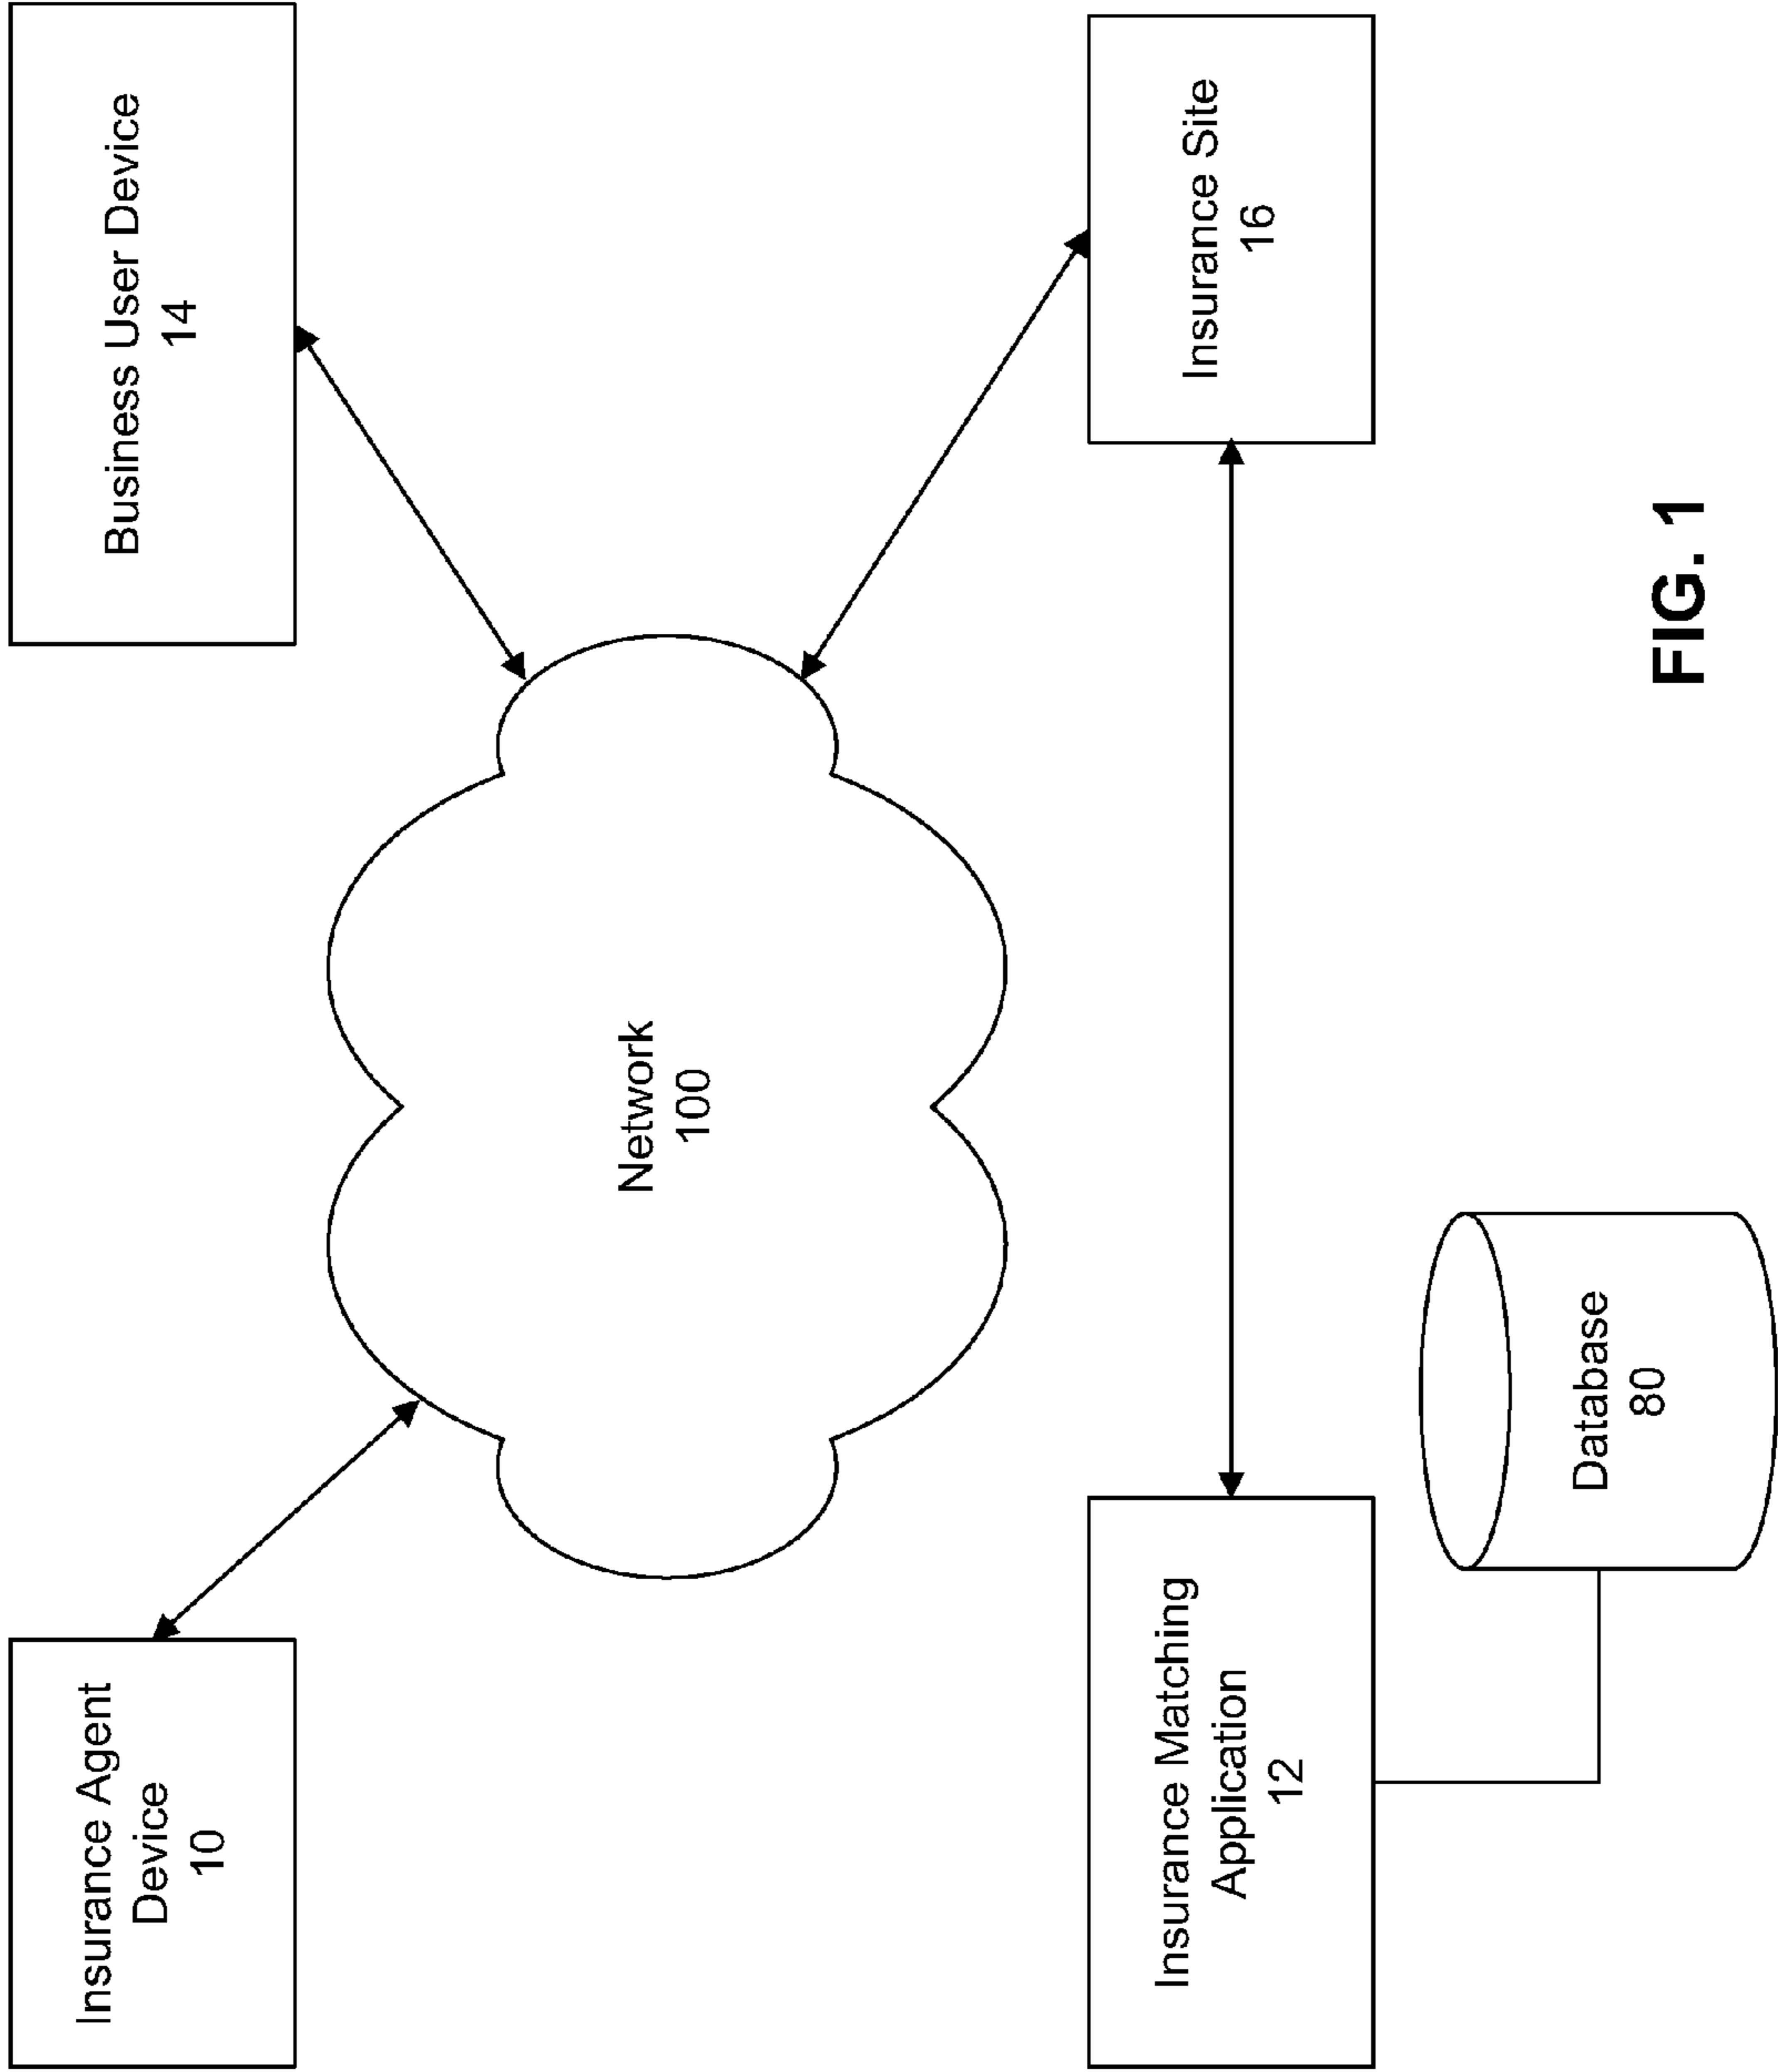 Insurance Agent
Device
10
Business User Device
14
Network
100
Insurance Matching
Application
12
Insurance Site
16
Database
80
FIG. 1